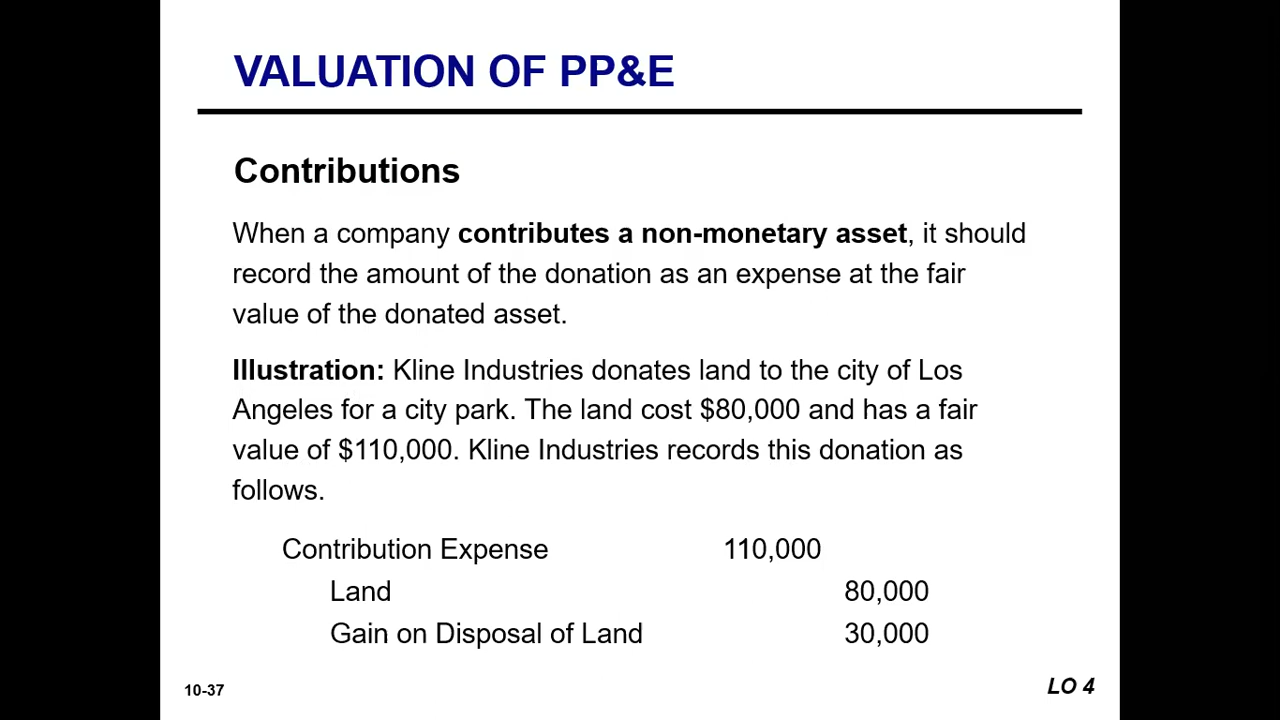 VALUATION OF PP&E
Contributions
When a company contributes a non-monetary asset, it should
record the amount of the donation as an expense at the fair
value of the donated asset.
Illustration: Kline Industries donates land to the city of Los
Angeles for a city park. The land cost $80,000 and has a fair
value of $110,000. Kline Industries records this donation as
follows.
Contribution Expense 110,000
Land 80,000
Gain on Disposal of Land 30,000
10-37 LO 4